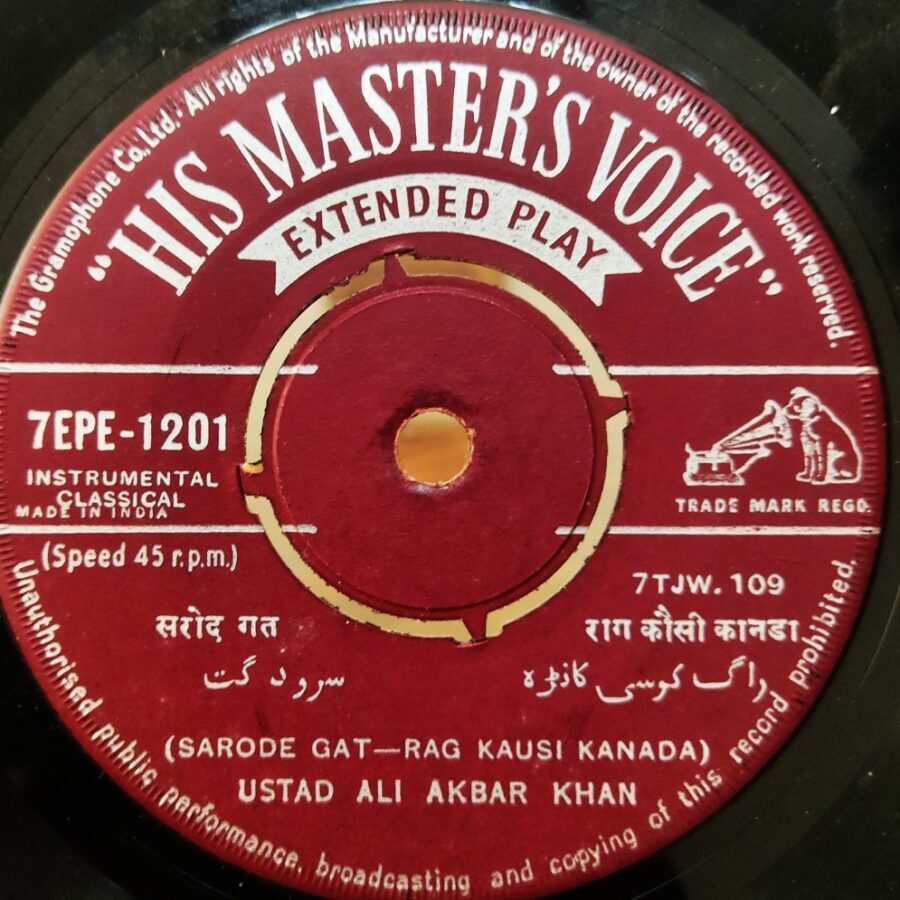 The Gramophone Co., Ltd. All rights of the Manufacturer and of the owner of the recorded work reserved.
"HIS MASTER'S VOICE"
EXTENDED PLAY
7EPE-1201
INSTRUMENTAL
CLASSICAL
MADE IN INDIA
TRADE MARK REGD.
(Speed 45 r.p.m.)
7TJW. 109
सरोद गत
राग कौसी कानडा
سرود گت
راگ کوسی کانڑہ
(SARODE GAT—RAG KAUSI KANADA)
USTAD ALI AKBAR KHAN
Unauthorised public performance, broadcasting and copying of this record prohibited.